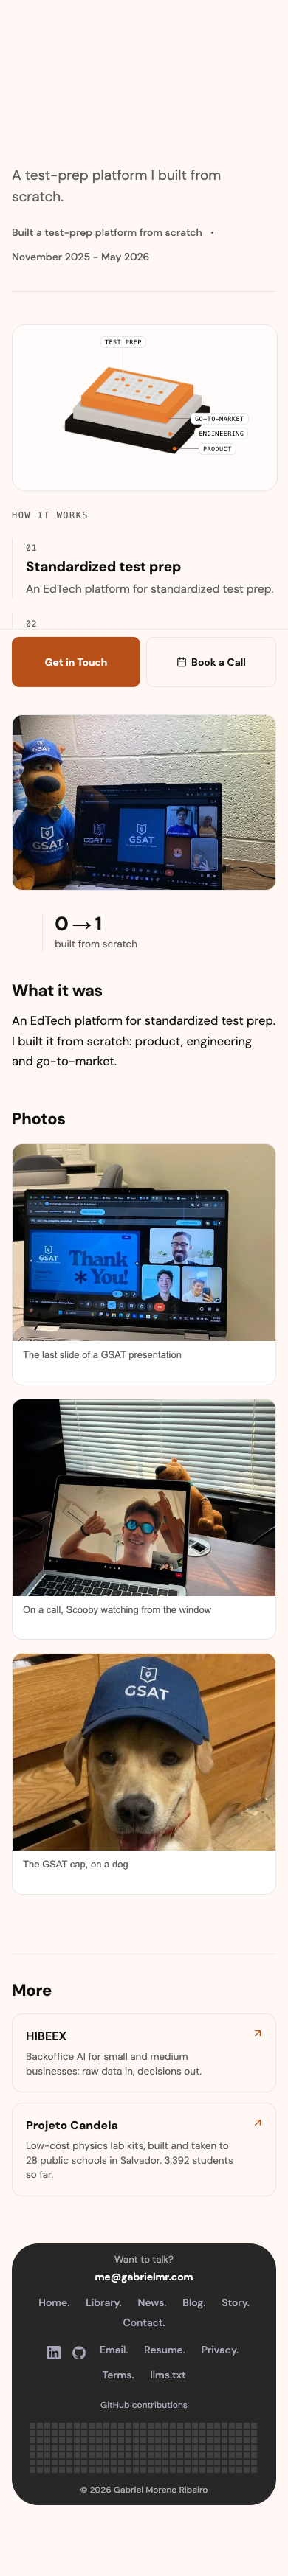 A test-prep platform I built from
scratch.
Built a test-prep platform from scratch •
November 2025 – May 2026
TEST PREP
GO-TO-MARKET
ENGINEERING
PRODUCT
HOW IT WORKS
01
Standardized test prep
An EdTech platform for standardized test prep.
02
Get in Touch
Book a Call
GSAT
GSAT
GSAT
GSAT
0→1
built from scratch
What it was
An EdTech platform for standardized test prep.
I built it from scratch: product, engineering
and go-to-market.
Photos
GSAT
Thank
You!
The last slide of a GSAT presentation
On a call, Scooby watching from the window
GSAT
The GSAT cap, on a dog
More
HIBEEX
Backoffice AI for small and medium
businesses: raw data in, decisions out.
Projeto Candela
Low-cost physics lab kits, built and taken to
28 public schools in Salvador. 3,392 students
so far.
Want to talk?
me@gabrielmr.com
Home. Library. News. Blog. Story.
Contact.
Email. Resume. Privacy.
Terms. llms.txt
GitHub contributions
© 2026 Gabriel Moreno Ribeiro